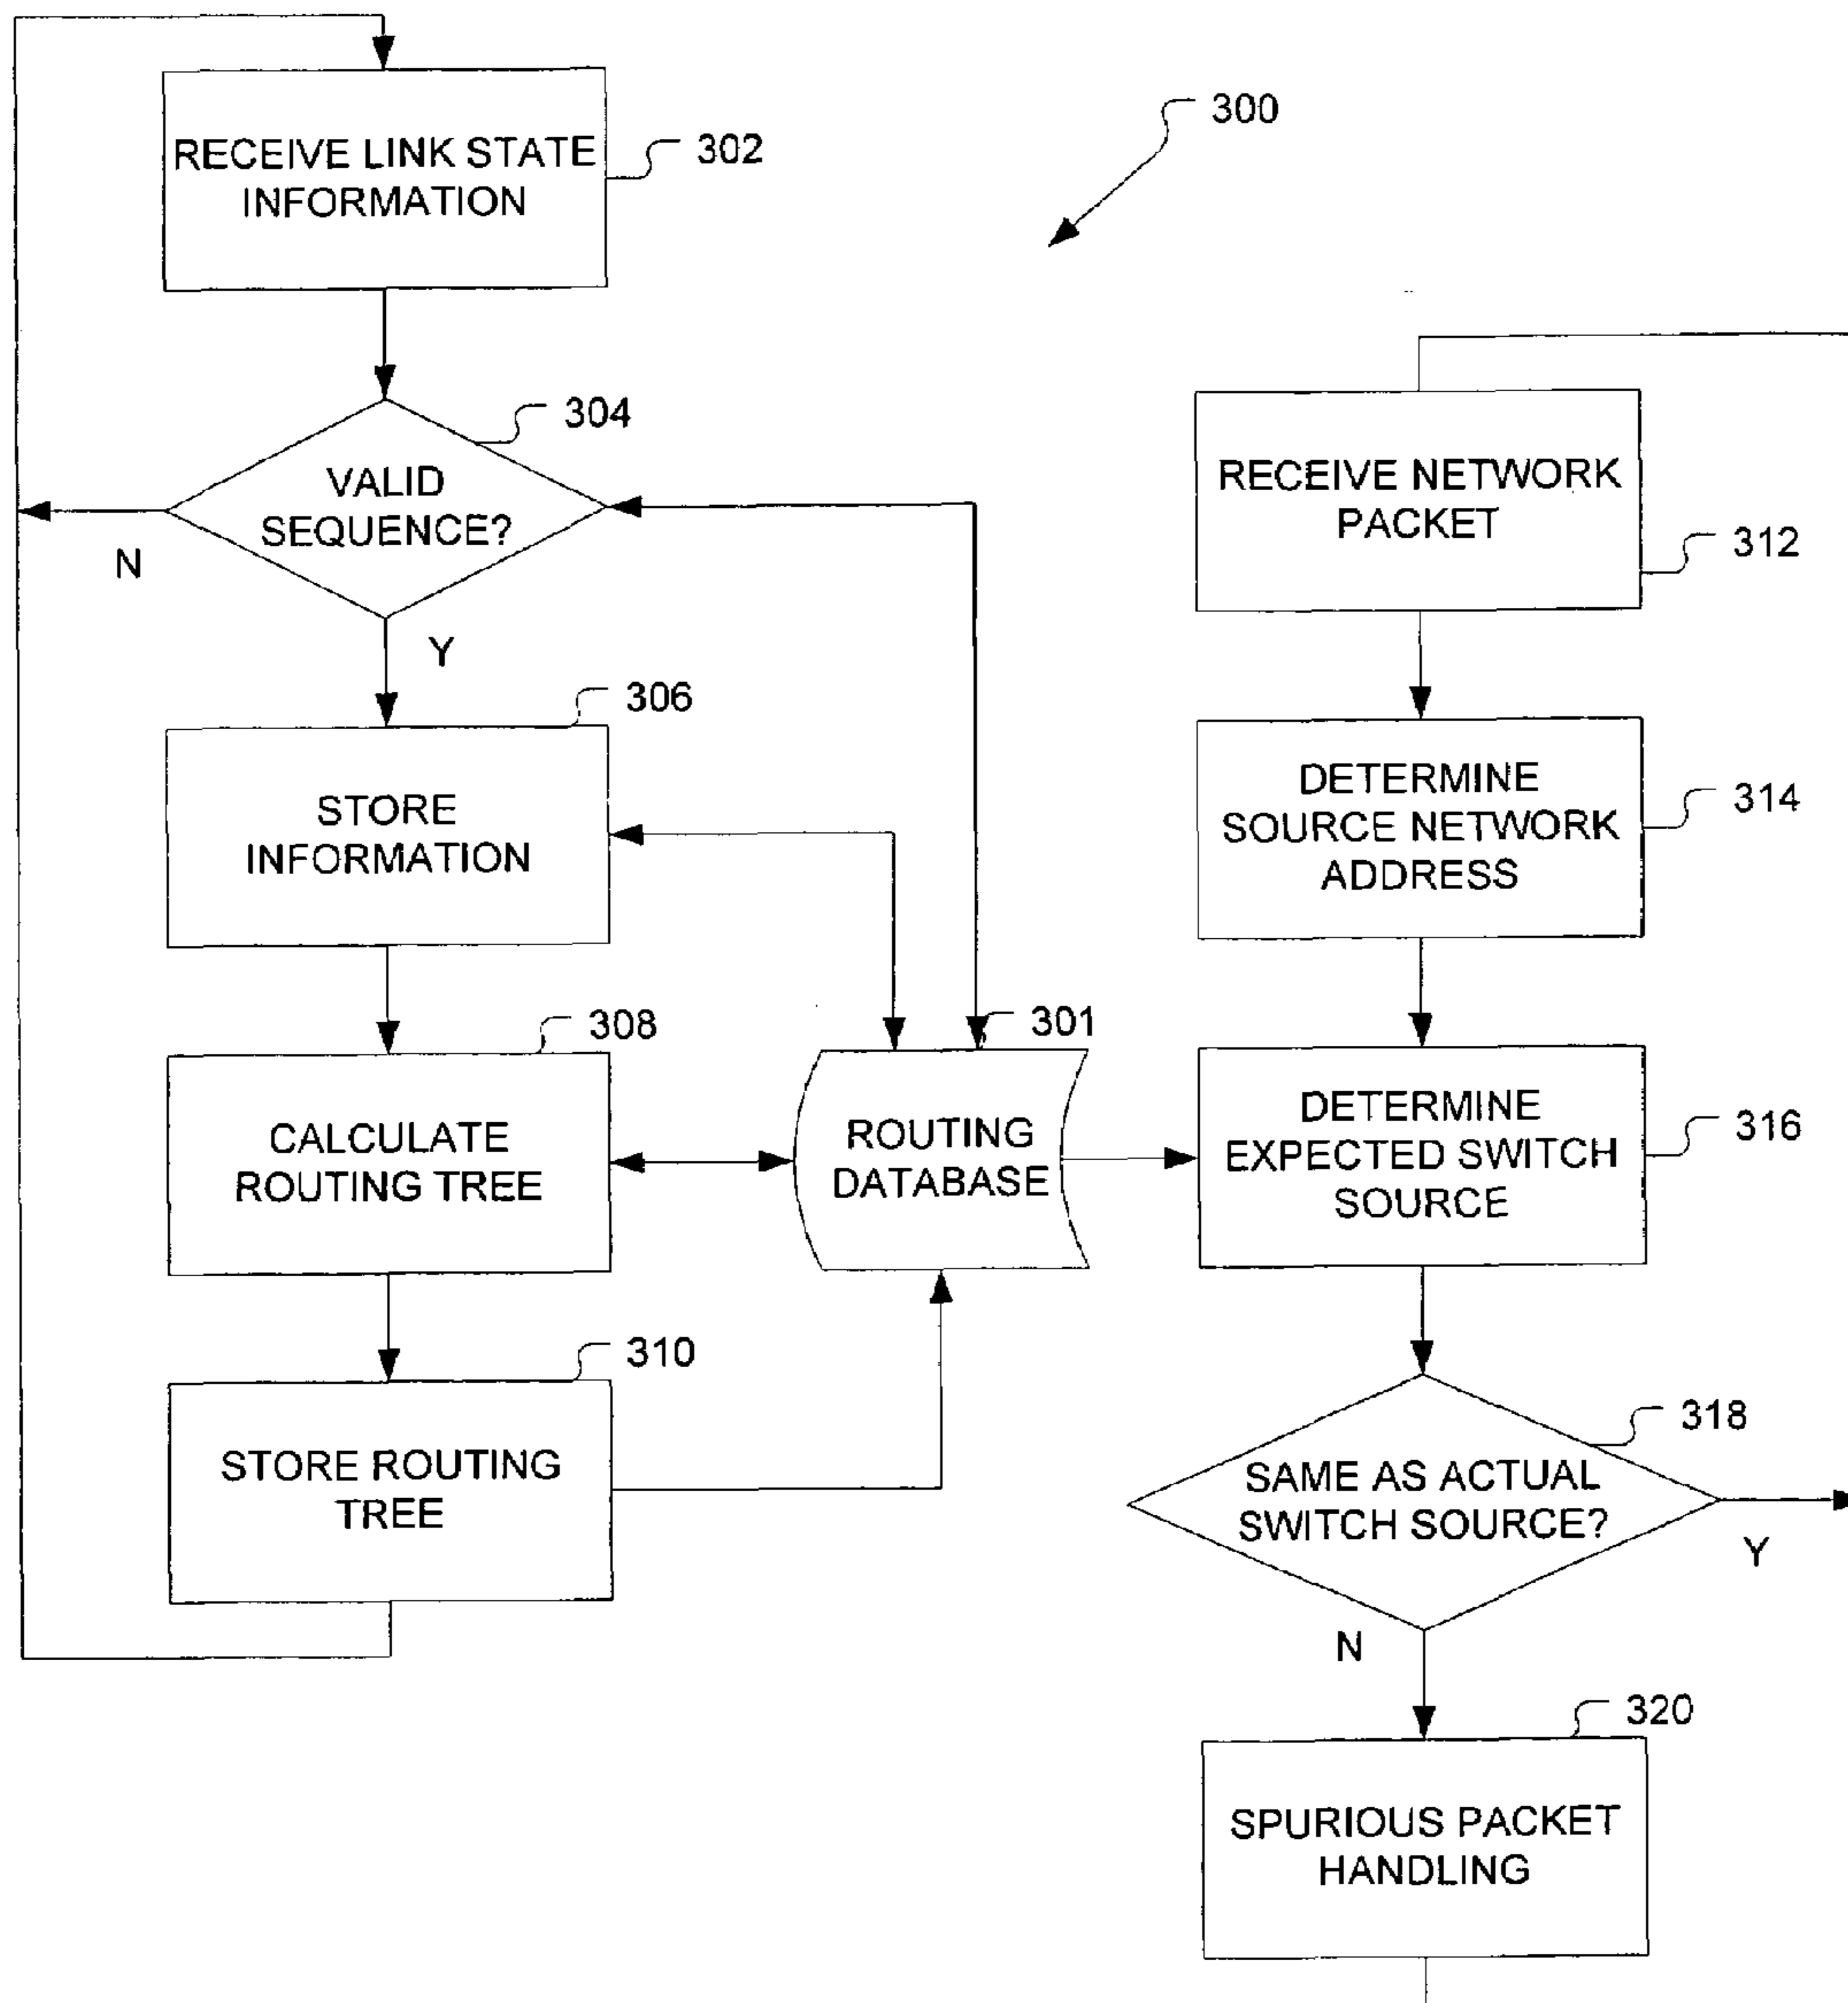 300
RECEIVE LINK STATE
INFORMATION
302
304
VALID
SEQUENCE?
N
Y
306
STORE
INFORMATION
308
CALCULATE
ROUTING TREE
310
STORE ROUTING
TREE
301
ROUTING
DATABASE
RECEIVE NETWORK
PACKET
312
DETERMINE
SOURCE NETWORK
ADDRESS
314
DETERMINE
EXPECTED SWITCH
SOURCE
316
318
SAME AS ACTUAL
SWITCH SOURCE?
Y
N
320
SPURIOUS PACKET
HANDLING